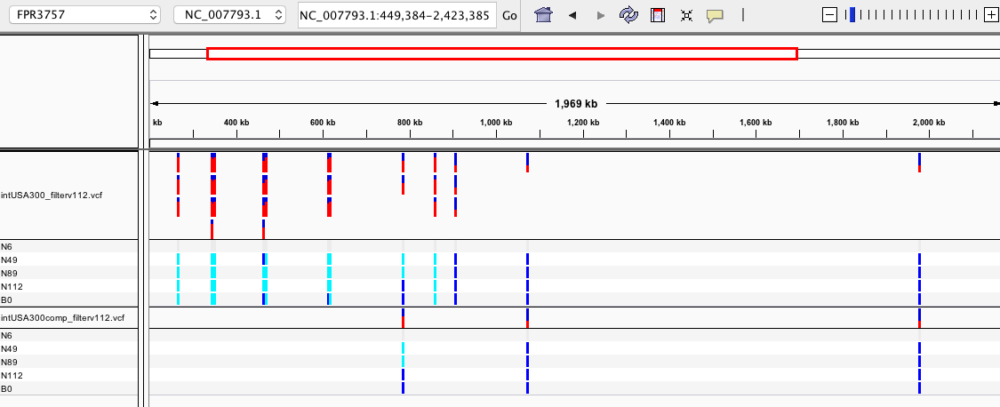 FPR3757 NC_007793.1 NC_007793.1:449,384-2,423,385 Go
1,969 kb
kb 400 kb 600 kb 800 kb 1,000 kb 1,200 kb 1,400 kb 1,600 kb 1,800 kb 2,000 kb
intUSA300_filterv112.vcf
N6
N49
N89
N112
B0
intUSA300comp_filterv112.vcf
N6
N49
N89
N112
B0